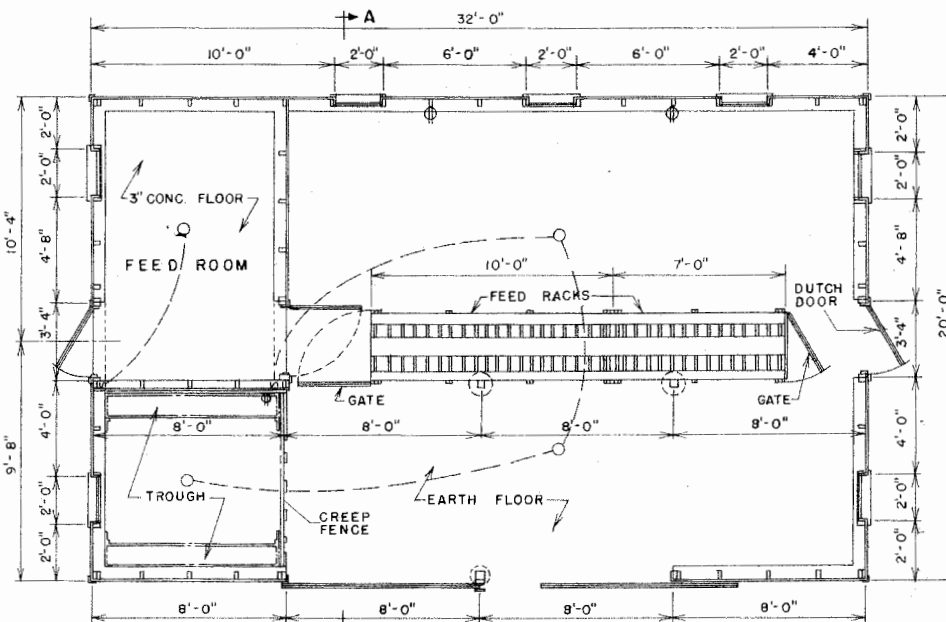 A
32'-0"
10'-0" 2'-0" 6'-0" 2'-0" 6'-0" 2'-0" 4'-0"
2'-0" 2'-0"
2'-0" 2'-0"
3" CONC. FLOOR
10'-4"
4'-8" 4'-8"
FEED ROOM
10'-0" 7'-0"
DUTCH
DOOR
FEED RACKS
3'-4" 3'-4"
20'-0"
GATE GATE
8'-0" 8'-0" 8'-0" 8'-0"
4'-0" 4'-0"
9'-8"
TROUGH
EARTH FLOOR
CREEP
FENCE
2'-0" 2'-0"
2'-0" 2'-0"
8'-0" 8'-0" 8'-0" 8'-0"